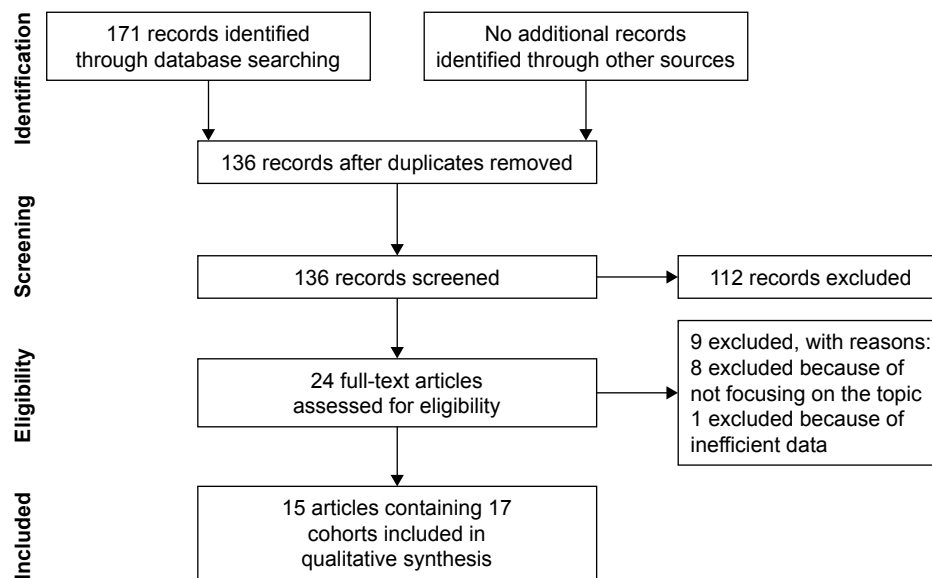 Identification
171 records identified
through database searching
No additional records
identified through other sources
136 records after duplicates removed
Screening
136 records screened
112 records excluded
Eligibility
24 full-text articles
assessed for eligibility
9 excluded, with reasons:
8 excluded because of
not focusing on the topic
1 excluded because of
inefficient data
Included
15 articles containing 17
cohorts included in
qualitative synthesis